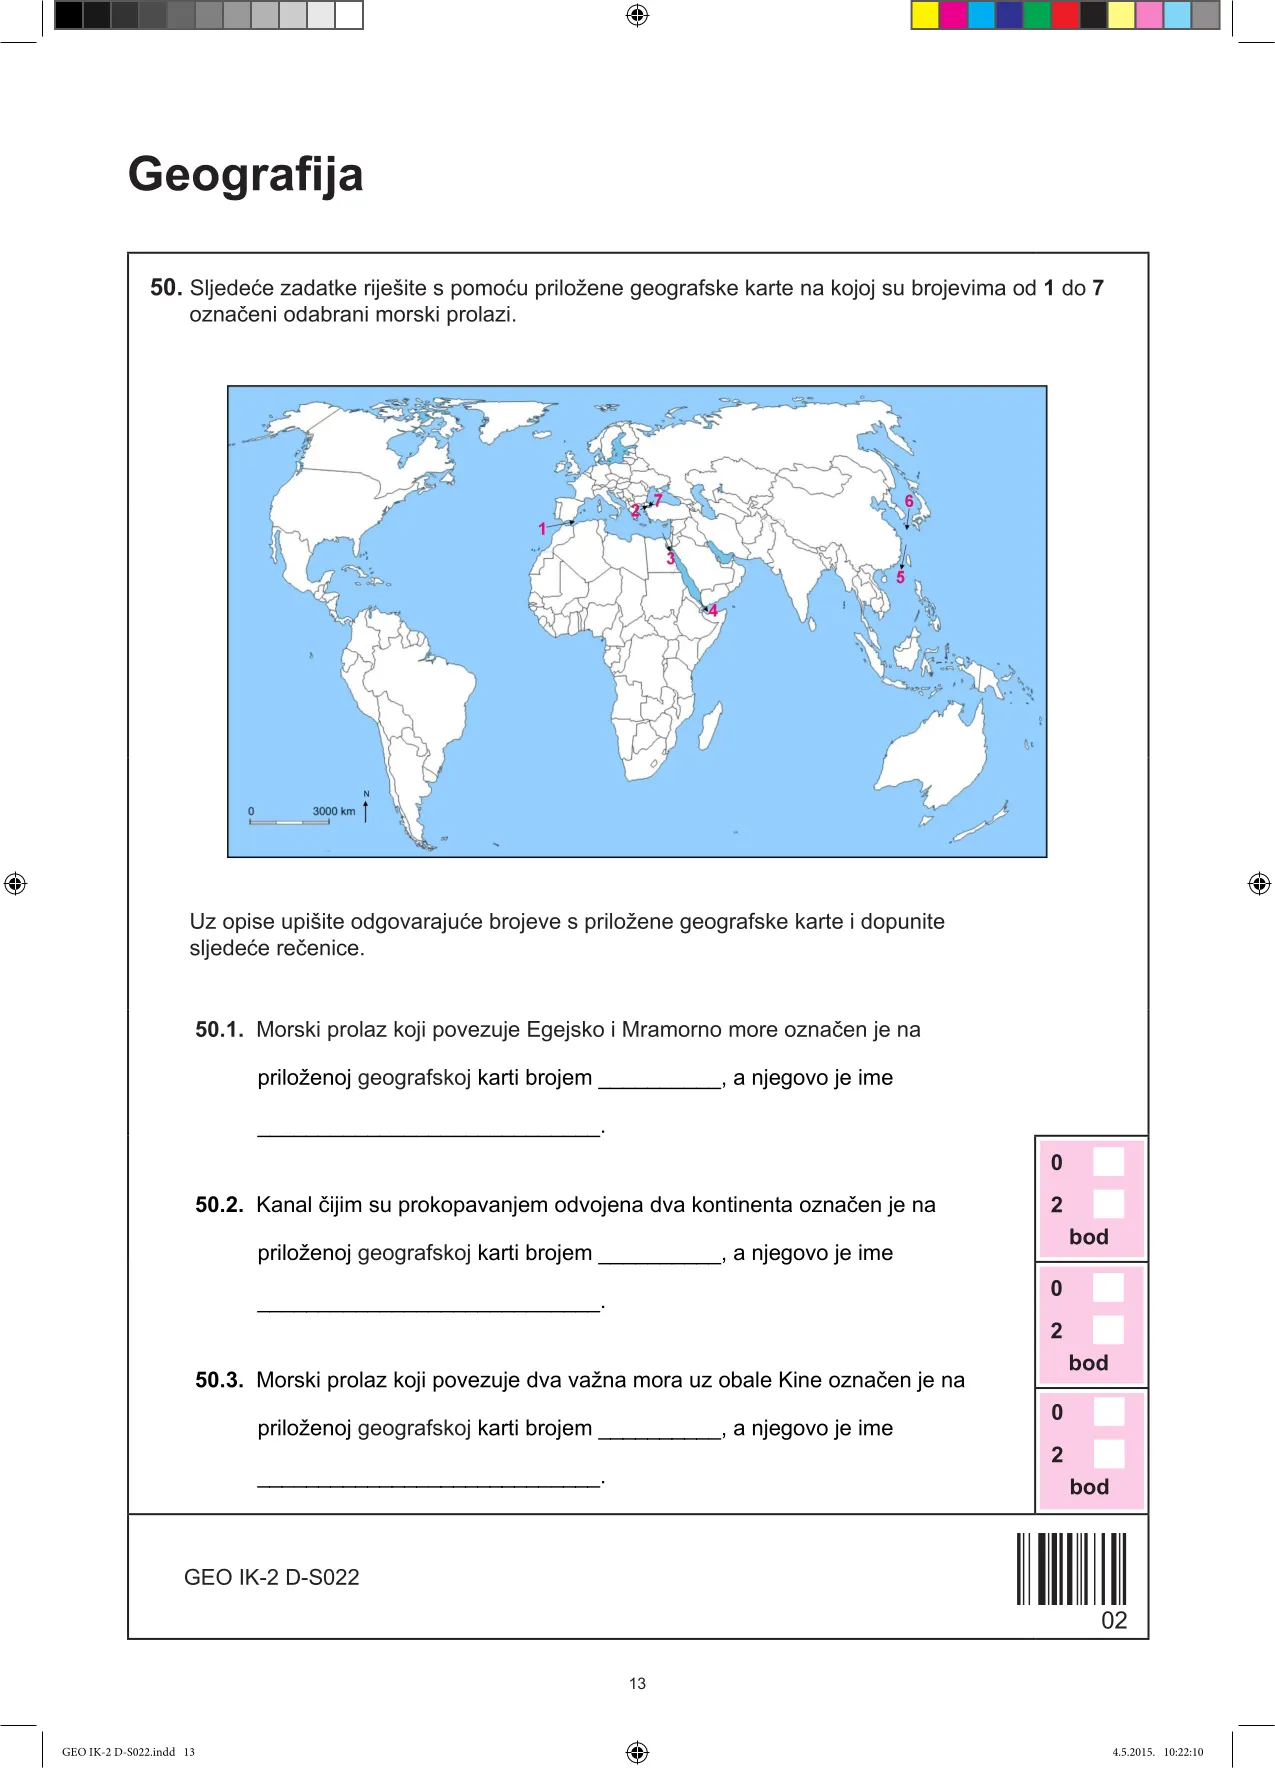 Geografija
50. Sljedeće zadatke riješite s pomoću priložene geografske karte na kojoj su brojevima od 1 do 7
označeni odabrani morski prolazi.
6
7
2
1
3
5
4
N
0 3000 km
Uz opise upišite odgovarajuće brojeve s priložene geografske karte i dopunite
sljedeće rečenice.
50.1. Morski prolaz koji povezuje Egejsko i Mramorno more označen je na
priloženoj geografskoj karti brojem __________, a njegovo je ime
____________________________.
0
2
bod
50.2. Kanal čijim su prokopavanjem odvojena dva kontinenta označen je na
priloženoj geografskoj karti brojem __________, a njegovo je ime
____________________________.
0
2
bod
50.3. Morski prolaz koji povezuje dva važna mora uz obale Kine označen je na
priloženoj geografskoj karti brojem __________, a njegovo je ime
____________________________.
0
2
bod
GEO IK-2 D-S022
02
13
GEO IK-2 D-S022.indd 13
4.5.2015. 10:22:10